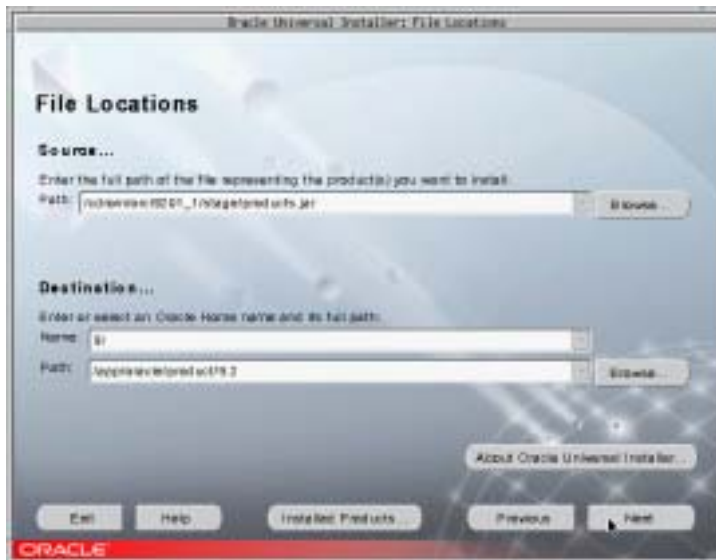 Oracle Universal Installer: File Locations
File Locations
Source...
Enter the full path of the file representing the product(s) you want to install:
Path:
Browse...
Destination...
Enter or select an Oracle Home name and its full path:
Name:
Path:
Browse...
About Oracle Universal Installer...
Exit
Help
Installed Products...
Previous
Next
ORACLE